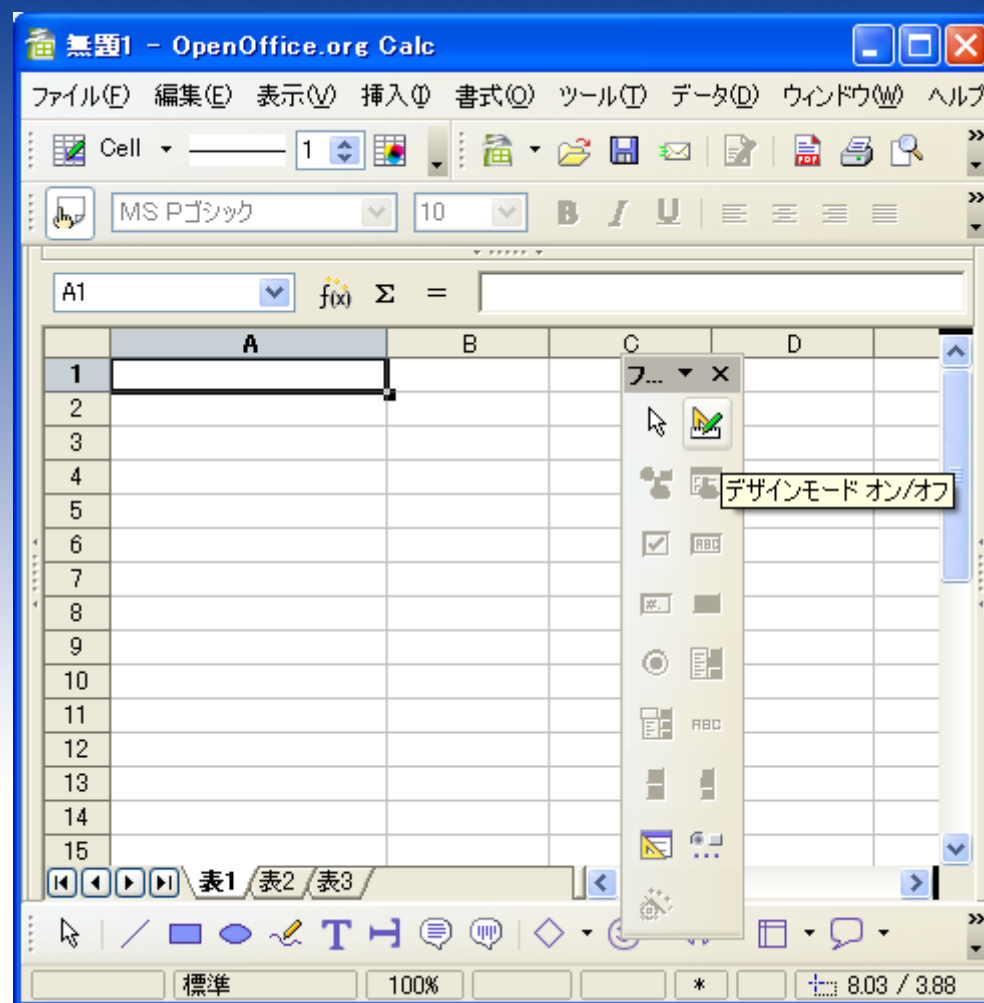 無題1 - OpenOffice.org Calc
ファイル(F) 編集(E) 表示(V) 挿入(I) 書式(O) ツール(T) データ(D) ウィンドウ(W) ヘルプ
Cell 1 PDF
MS Pゴシック 10 B I U
A1 f(x) Σ =
A B C D
フ...
デザインモード オン/オフ
1
2
3
4
5
6
7
8
9
10
11
12
13
14
15
表1 表2 表3
T
標準 100% * 8.03 / 3.88